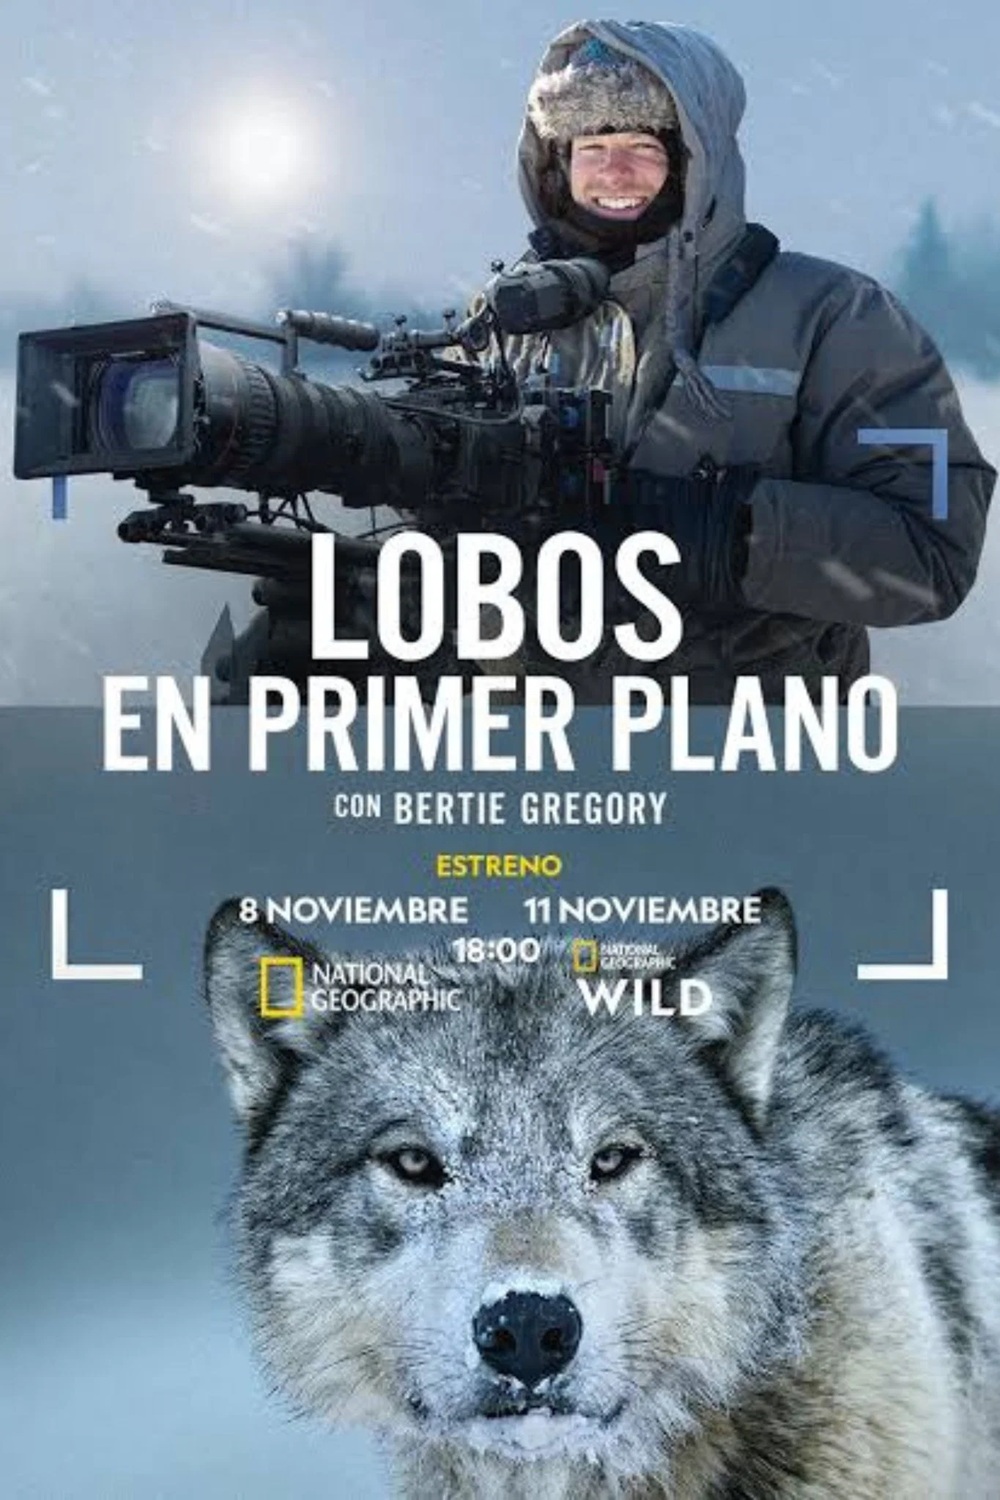 LOBOS
EN PRIMER PLANO
CON BERTIE GREGORY
ESTRENO
8 NOVIEMBRE 11 NOVIEMBRE
18:00
NATIONAL
GEOGRAPHIC
NATIONAL
GEOGRAPHIC
WILD